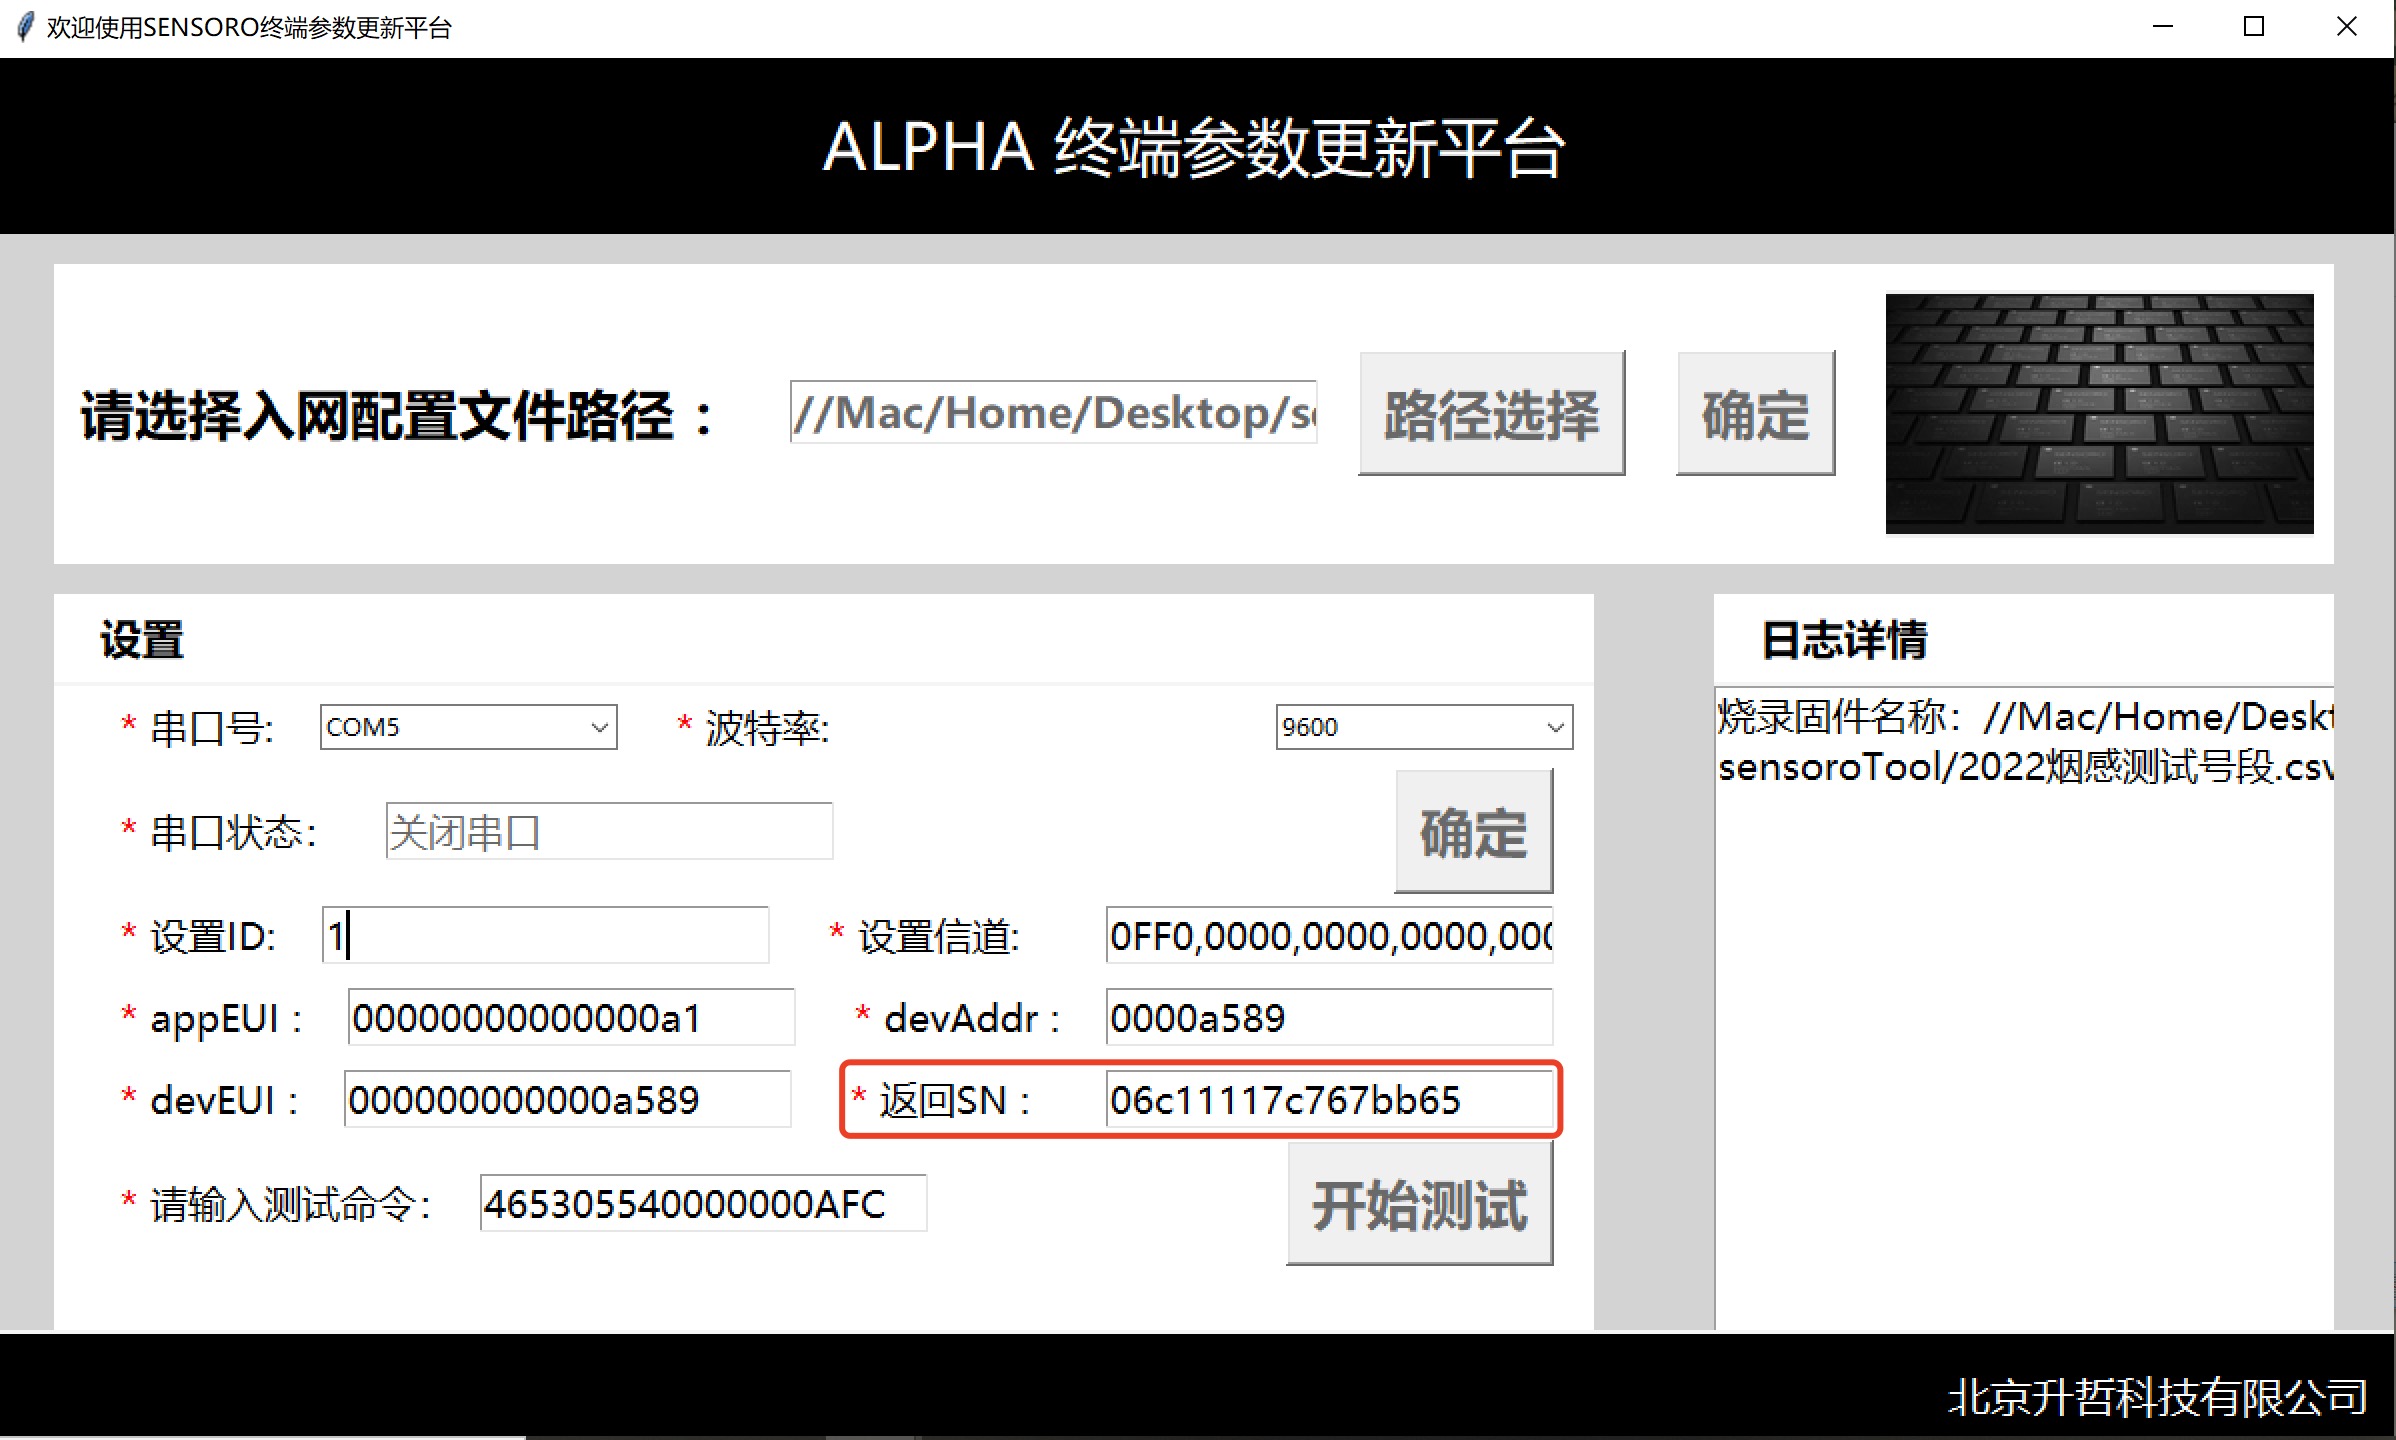 欢迎使用SENSORO终端参数更新平台
ALPHA 终端参数更新平台
请选择入网配置文件路径 :
//Mac/Home/Desktop/se
路径选择
确定
设置
* 串口号:
COM5
* 波特率:
9600
* 串口状态:
关闭串口
确定
* 设置ID:
1
* 设置信道:
0FF0,0000,0000,0000,000
* appEUI :
00000000000000a1
* devAddr :
0000a589
* devEUI :
000000000000a589
* 返回SN :
06c11117c767bb65
* 请输入测试命令:
465305540000000AFC
开始测试
日志详情
烧录固件名称: //Mac/Home/Deskt
sensoroTool/2022烟感测试号段.csv
北京升哲科技有限公司